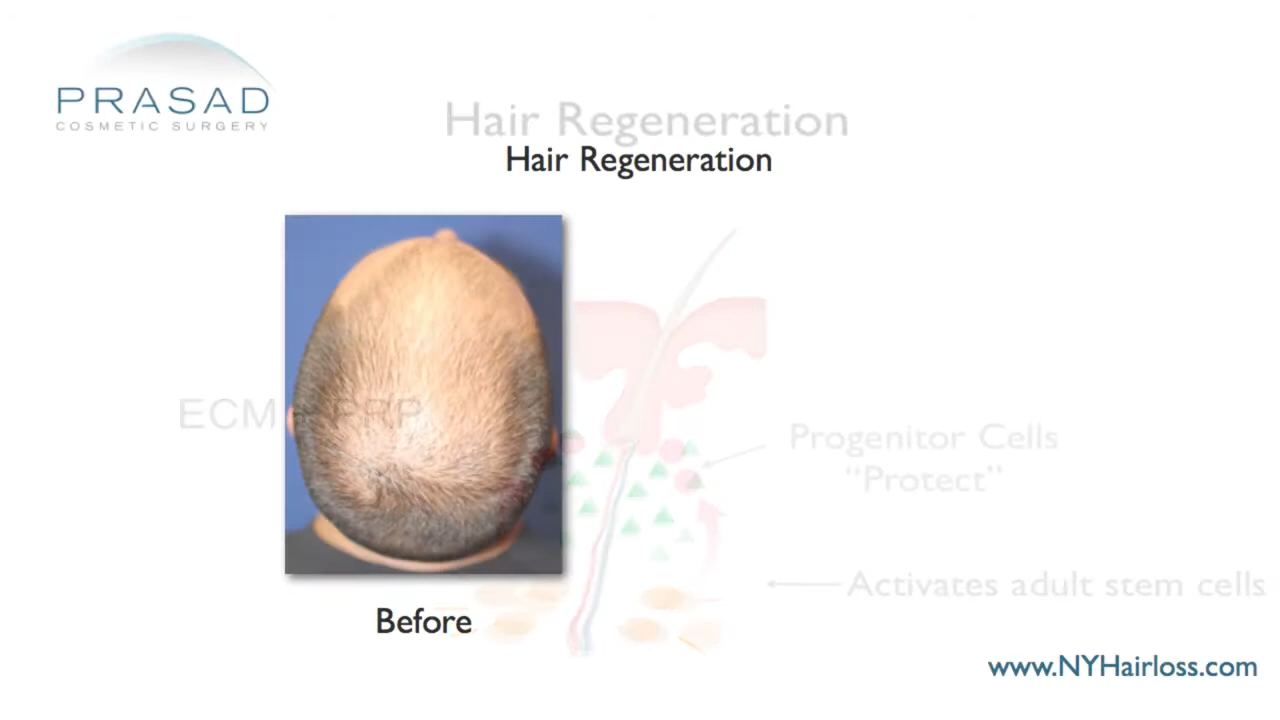 PRASAD
COSMETIC SURGERY
Hair Regeneration
Hair Regeneration
ECM + PRP
Progenitor Cells
“Protect”
Activates adult stem cells
Before
www.NYHairloss.com